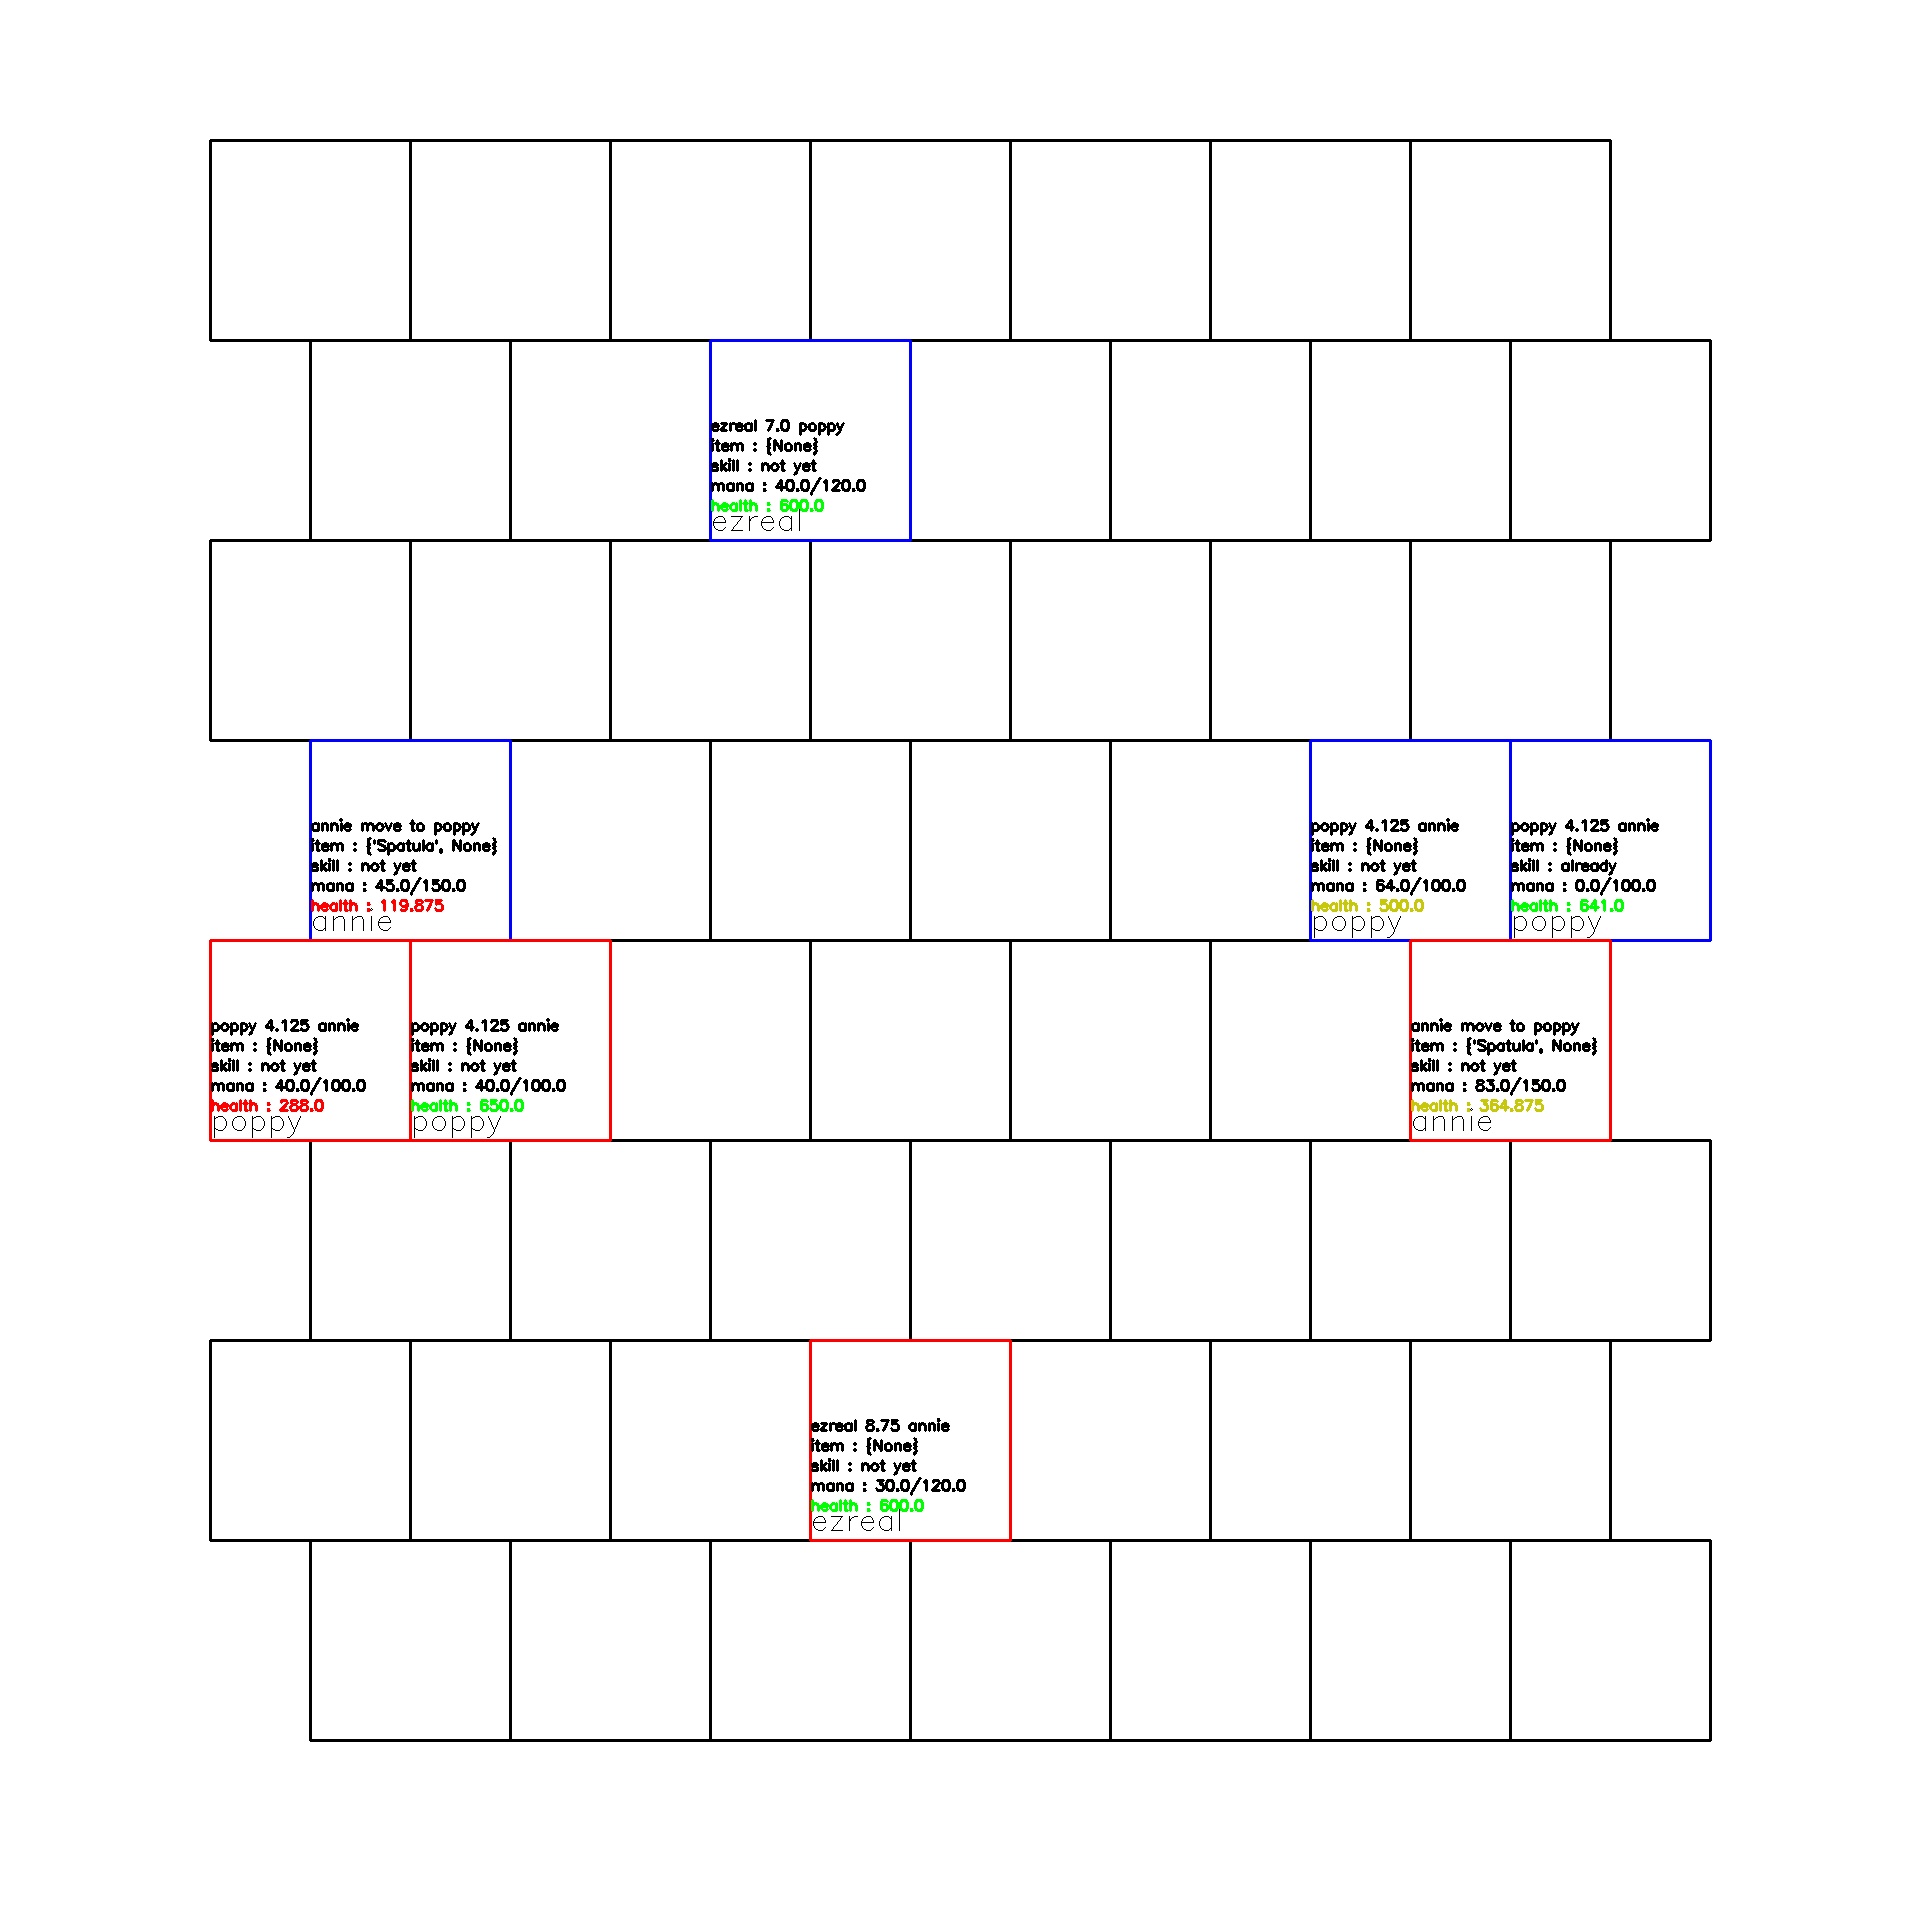 ezreal 7.0 poppy
item : {None}
skill : not yet
mana : 40.0/120.0
health : 600.0
ezreal
annie move to poppy
item : {'Spatula', None}
skill : not yet
mana : 45.0/150.0
health : 119.875
annie
poppy 4.125 annie
item : {None}
skill : not yet
mana : 64.0/100.0
health : 500.0
poppy
poppy 4.125 annie
item : {None}
skill : already
mana : 0.0/100.0
health : 641.0
poppy
poppy 4.125 annie
item : {None}
skill : not yet
mana : 40.0/100.0
health : 288.0
poppy
poppy 4.125 annie
item : {None}
skill : not yet
mana : 40.0/100.0
health : 650.0
poppy
annie move to poppy
item : {'Spatula', None}
skill : not yet
mana : 83.0/150.0
health : 364.875
annie
ezreal 8.75 annie
item : {None}
skill : not yet
mana : 30.0/120.0
health : 600.0
ezreal